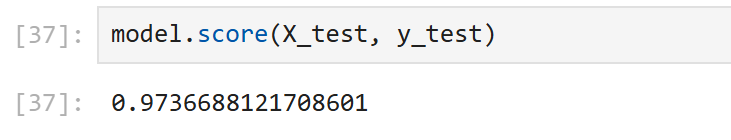 [37]: model.score(X_test, y_test)
[37]: 0.9736688121708601